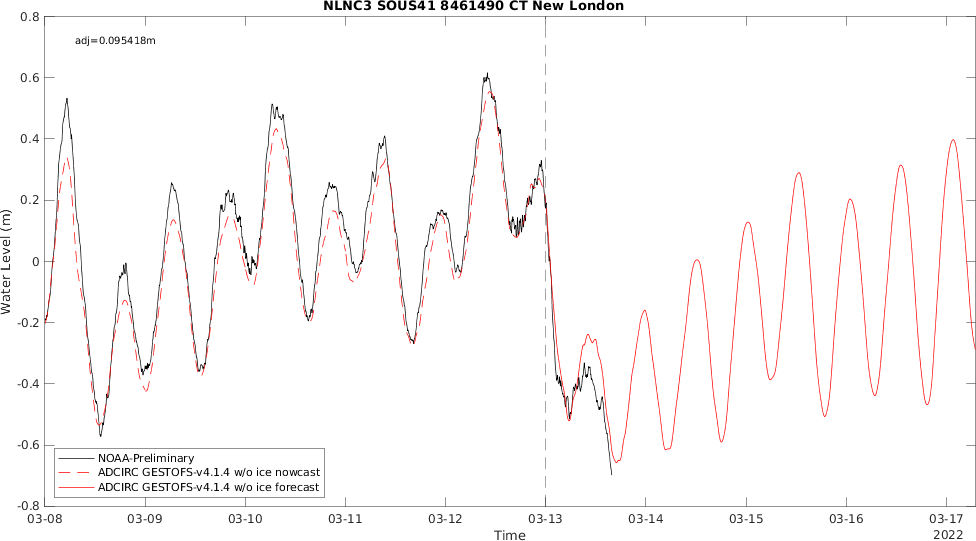 NLNC3 SOUS41 8461490 CT New London
adj=0.095418m
0.8
0.6
0.4
0.2
0
-0.2
-0.4
-0.6
-0.8
Water Level (m)
NOAA-Preliminary
ADCIRC GESTOFS-v4.1.4 w/o ice nowcast
ADCIRC GESTOFS-v4.1.4 w/o ice forecast
03-08 03-09 03-10 03-11 03-12 03-13 03-14 03-15 03-16 03-17
Time
2022